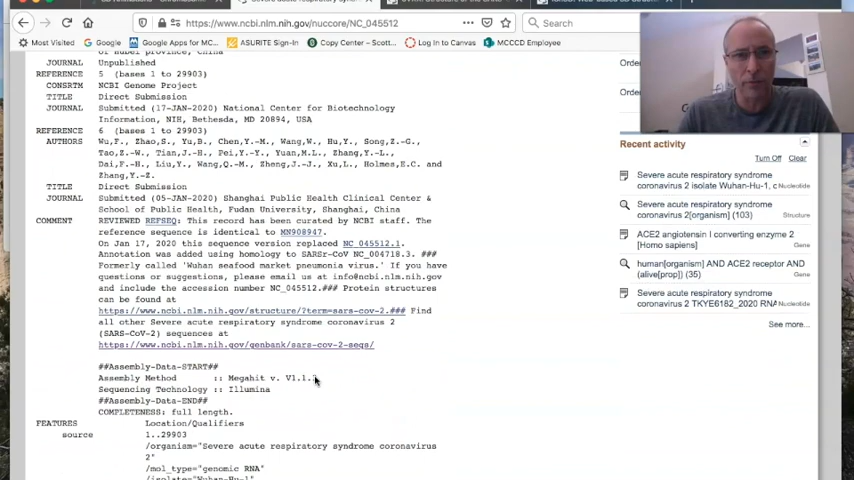 https://www.ncbi.nlm.nih.gov/nuccore/NC_045512
Search
Most Visited
Google
Google Apps for MC...
ASURITE Sign In
Copy Center - Scott...
Log In to Canvas
MCCCD Employee
of Hubei province, China
JOURNAL Unpublished
REFERENCE 5 (bases 1 to 29903)
CONSRTM NCBI Genome Project
TITLE Direct Submission
JOURNAL Submitted (17-JAN-2020) National Center for Biotechnology
Information, NIH, Bethesda, MD 20894, USA
REFERENCE 6 (bases 1 to 29903)
AUTHORS Wu,F., Zhao,S., Yu,B., Chen,Y.-M., Wang,W., Hu,Y., Song,Z.-G.,
Tao,Z.-W., Tian,J.-H., Pei,Y.-Y., Yuan,M.L., Zhang,Y.-L.,
Dai,F.-H., Liu,Y., Wang,Q.-M., Zheng,J.-J., Xu,L., Holmes,E.C. and
Zhang,Y.-Z.
TITLE Direct Submission
JOURNAL Submitted (05-JAN-2020) Shanghai Public Health Clinical Center &
School of Public Health, Fudan University, Shanghai, China
COMMENT REVIEWED REFSEQ: This record has been curated by NCBI staff. The
reference sequence is identical to MN908947.
On Jan 17, 2020 this sequence version replaced NC_045512.1.
Annotation was added using homology to SARSr-CoV NC_004718.3. ###
Formerly called 'Wuhan seafood market pneumonia virus.' If you have
questions or suggestions, please email us at info@ncbi.nlm.nih.gov
and include the accession number NC_045512.### Protein structures
can be found at
https://www.ncbi.nlm.nih.gov/structure/?term=sars-cov-2.### Find
all other Severe acute respiratory syndrome coronavirus 2
(SARS-CoV-2) sequences at
https://www.ncbi.nlm.nih.gov/genbank/sars-cov-2-seqs/
##Assembly-Data-START##
Assembly Method :: Megahit v. V1.1.
Sequencing Technology :: Illumina
##Assembly-Data-END##
COMPLETENESS: full length.
FEATURES Location/Qualifiers
source 1..29903
/organism="Severe acute respiratory syndrome coronavirus
2"
/mol_type="genomic RNA"
/isolate="Wuhan-Hu-1"
Recent activity
Turn Off Clear
Severe acute respiratory syndrome
coronavirus 2 isolate Wuhan-Hu-1, c Nucleotide
Severe acute respiratory syndrome
coronavirus 2[organism] (103) Structure
ACE2 angiotensin I converting enzyme 2
[Homo sapiens] Gene
human[organism] AND ACE2 receptor AND
(alive[prop]) (35) Gene
Severe acute respiratory syndrome
coronavirus 2 TKYE6182_2020 RNA Nucleotide
See more...